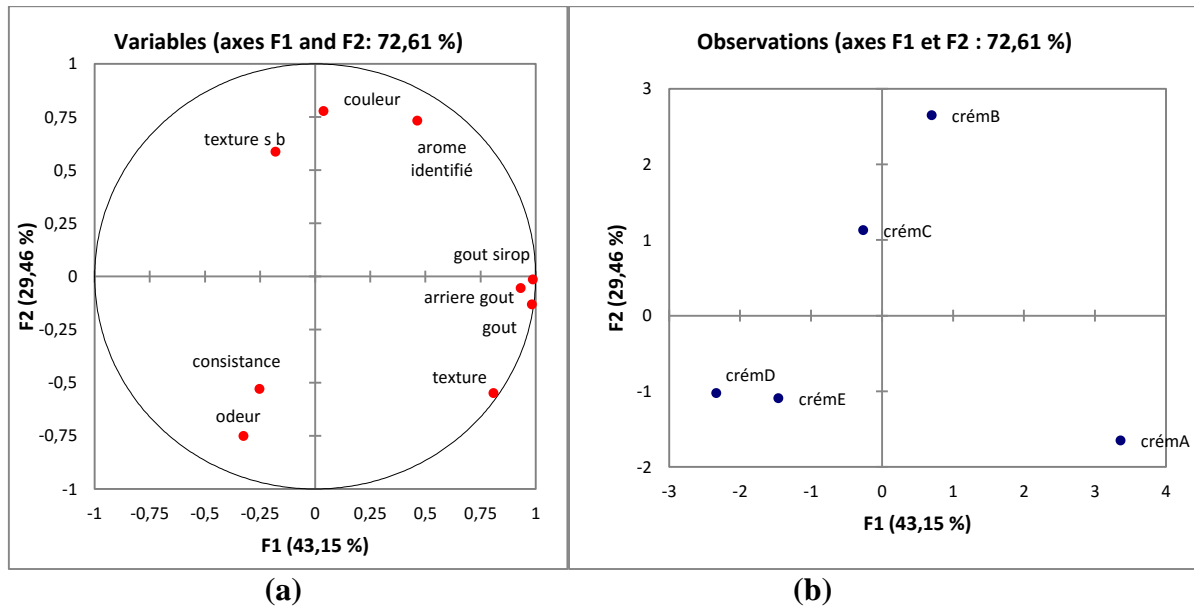 Variables (axes F1 and F2: 72,61 %)
1
0,75
0,5
0,25
0
-0,25
-0,5
-0,75
-1
F2 (29,46 %)
couleur
texture s b
arome
identifié
gout sirop
arriere gout
gout
consistance
texture
odeur
-1 -0,75 -0,5 -0,25 0 0,25 0,5 0,75 1
F1 (43,15 %)
(a)
Observations (axes F1 et F2 : 72,61 %)
3
2
1
0
-1
-2
F2 (29,46 %)
crémB
crémC
crémD
crémE
crémA
-3 -2 -1 0 1 2 3 4
F1 (43,15 %)
(b)